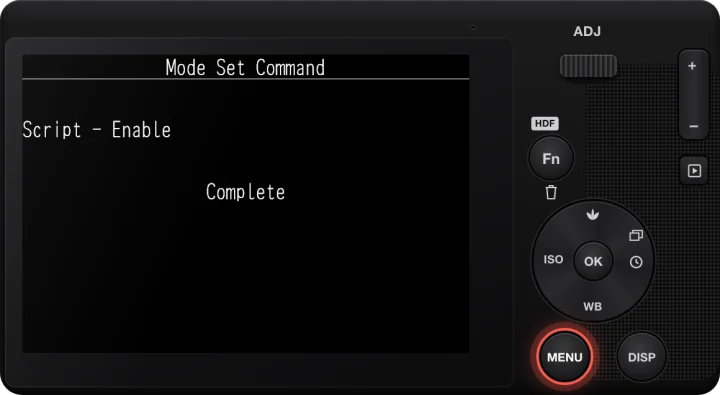 Mode Set Command
Script - Enable
Complete
ADJ
+
-
HDF
Fn
ISO
OK
WB
MENU
DISP